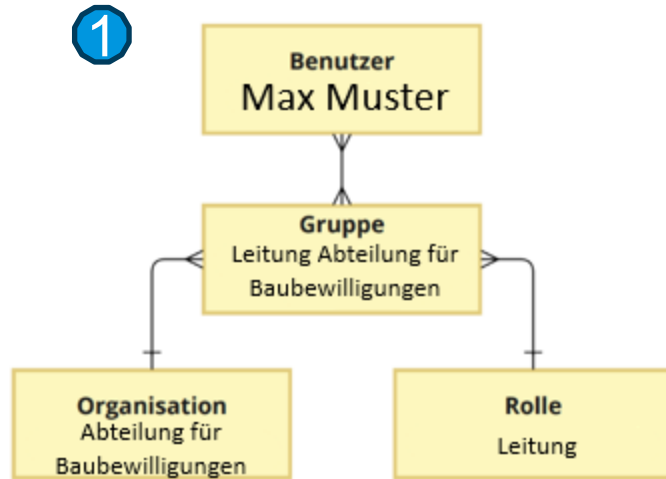 1
Benutzer
Max Muster
Gruppe
Leitung Abteilung für
Baubewilligungen
Organisation
Abteilung für
Baubewilligungen
Rolle
Leitung